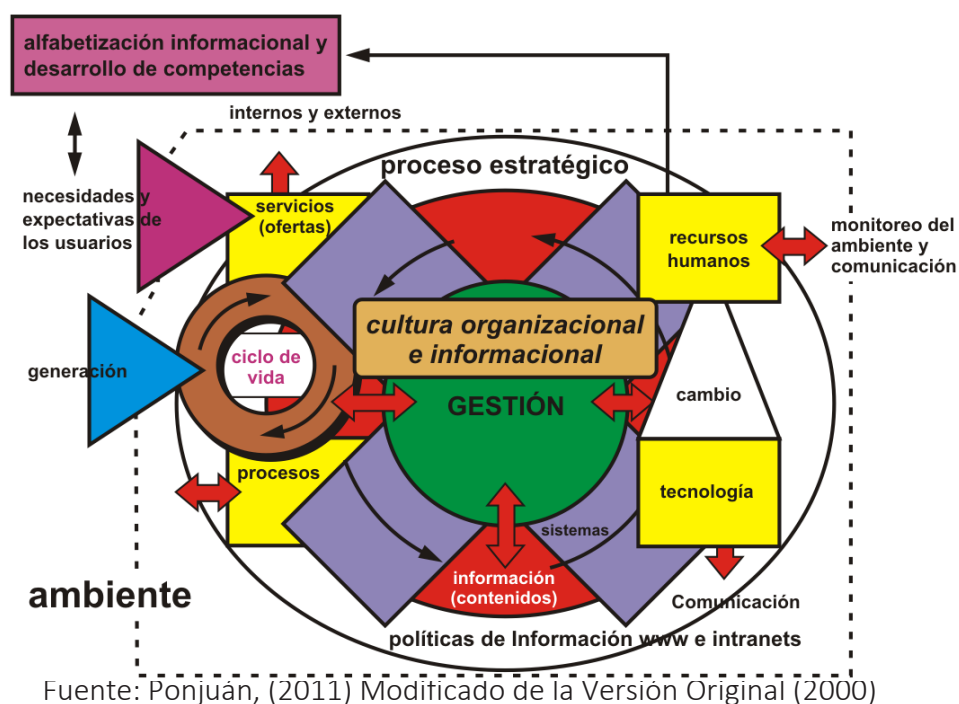 alfabetización informacional y
desarrollo de competencias
internos y externos
proceso estratégico
necesidades y
expectativas de
los usuarios
servicios
(ofertas)
recursos
humanos
monitoreo del
ambiente y
comunicación
cultura organizacional
e informacional
ciclo de
vida
generación
GESTIÓN
cambio
procesos
tecnología
sistemas
información
(contenidos)
ambiente
Comunicación
políticas de Información www e intranets
Fuente: Ponjuán, (2011) Modificado de la Versión Original (2000)